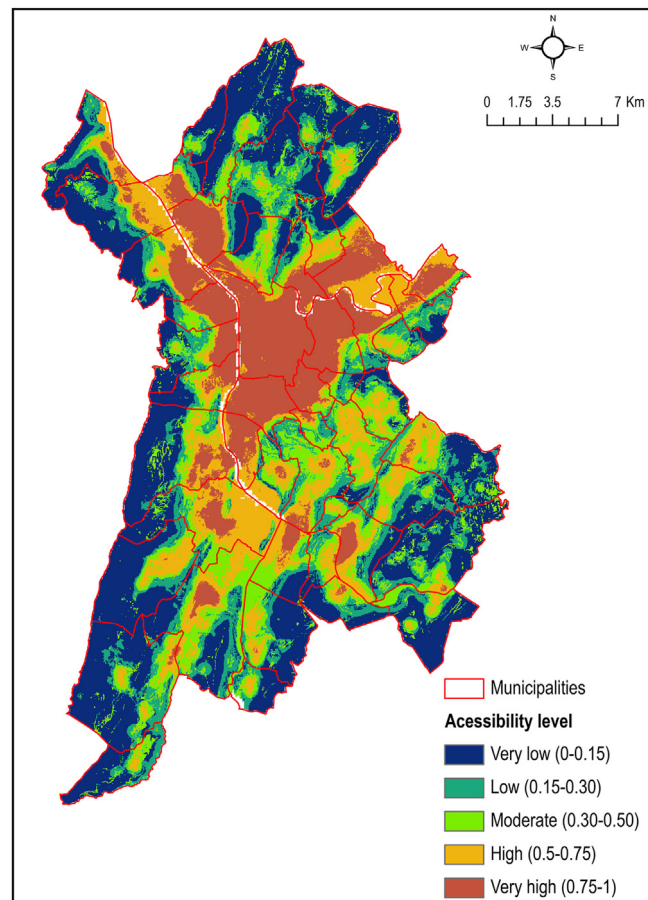 N
W E
S
0 1.75 3.5 7 Km
Municipalities
Acessibility level
Very low (0-0.15)
Low (0.15-0.30)
Moderate (0.30-0.50)
High (0.5-0.75)
Very high (0.75-1)